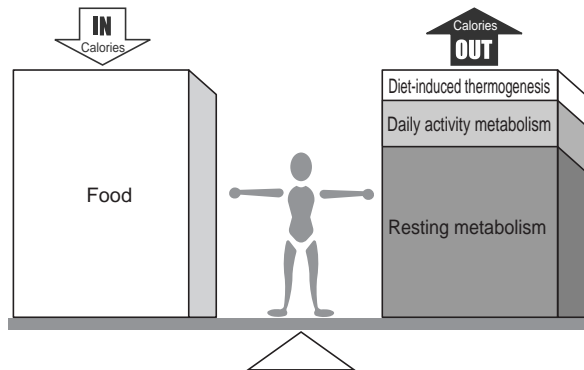 IN
Calories
Food
Calories
OUT
Diet-induced thermogenesis
Daily activity metabolism
Resting metabolism